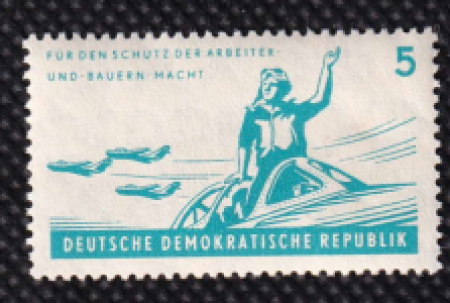 FÜR DEN SCHUTZ DER ARBEITER-
UND-BAUERN-MACHT
5
DEUTSCHE DEMOKRATISCHE REPUBLIK